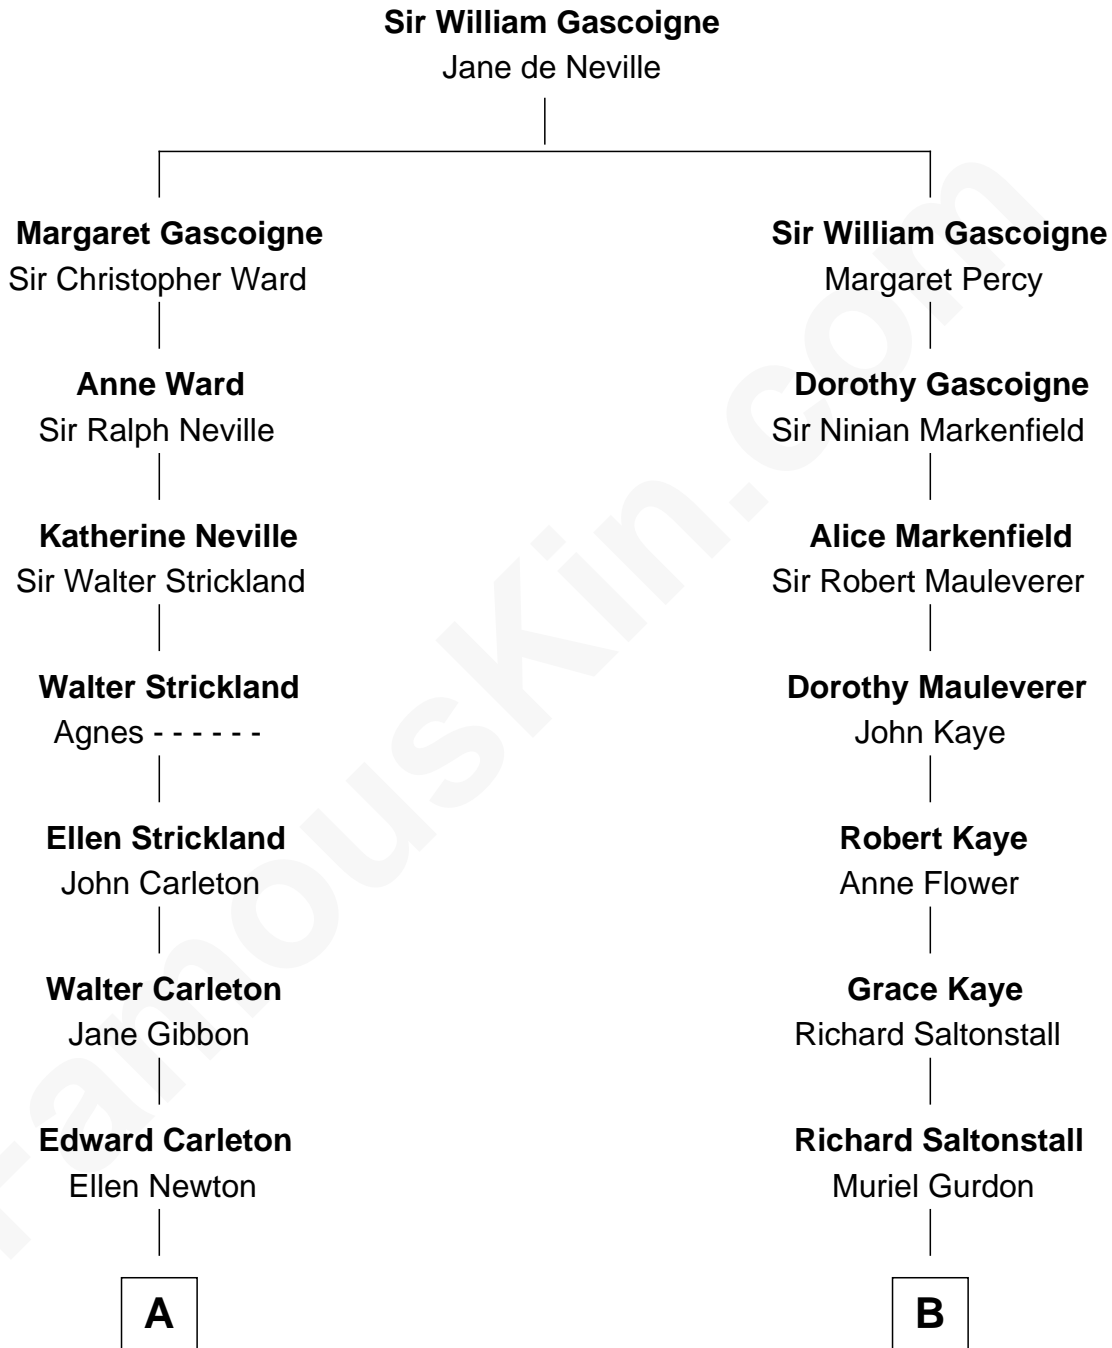 Sir William Gascoigne
Jane de Neville
Margaret Gascoigne
Sir Christopher Ward
Sir William Gascoigne
Margaret Percy
Anne Ward
Sir Ralph Neville
Dorothy Gascoigne
Sir Ninian Markenfield
Katherine Neville
Sir Walter Strickland
Alice Markenfield
Sir Robert Mauleverer
Walter Strickland
Agnes - - - - - -
Dorothy Mauleverer
John Kaye
Ellen Strickland
John Carleton
Robert Kaye
Anne Flower
Walter Carleton
Jane Gibbon
Grace Kaye
Richard Saltonstall
Edward Carleton
Ellen Newton
Richard Saltonstall
Muriel Gurdon
A
B
FamousKin.com